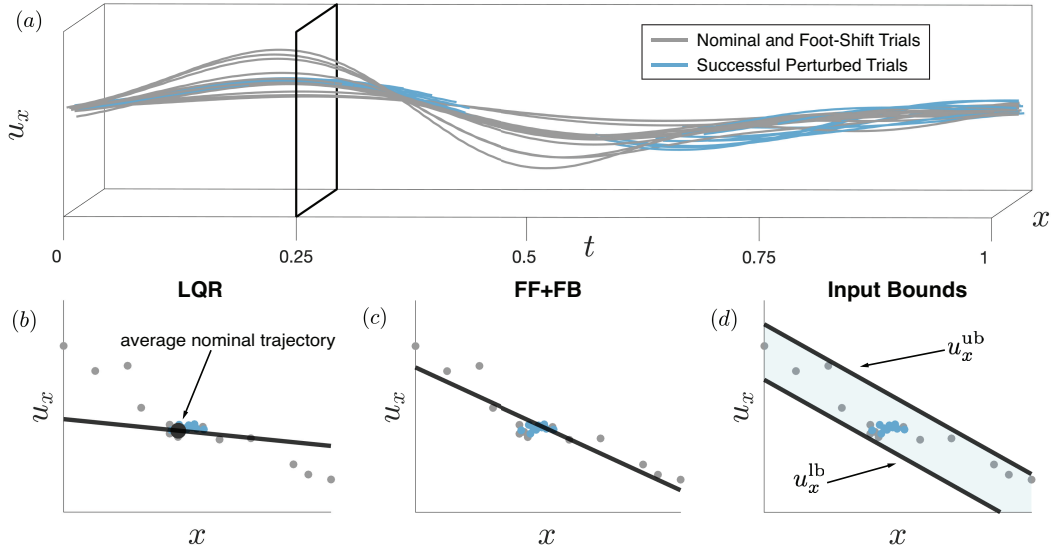 (a)
Nominal and Foot-Shift Trials
Successful Perturbed Trials
u_x
x
0
0.25
0.5
t
0.75
1
LQR
FF+FB
Input Bounds
(b)
(c)
(d)
average nominal trajectory
u_x^ub
u_x
u_x
u_x
u_x^lb
x
x
x